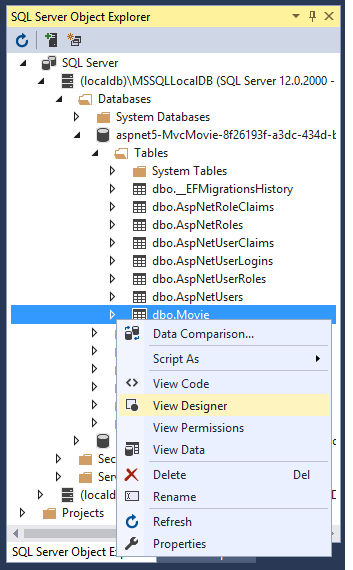 SQL Server Object Explorer
SQL Server
(localdb)\MSSQLLocalDB (SQL Server 12.0.2000 -
Databases
System Databases
aspnet5-MvcMovie-8f26193f-a3dc-434d-b
Tables
System Tables
dbo.__EFMigrationsHistory
dbo.AspNetRoleClaims
dbo.AspNetRoles
dbo.AspNetUserClaims
dbo.AspNetUserLogins
dbo.AspNetUserRoles
dbo.AspNetUsers
dbo.Movie
Data Comparison...
Script As
View Code
View Designer
View Permissions
View Data
Sec
Serv
Delete Del
(localdb
Rename
Projects
Refresh
Properties
SQL Server Object Expl